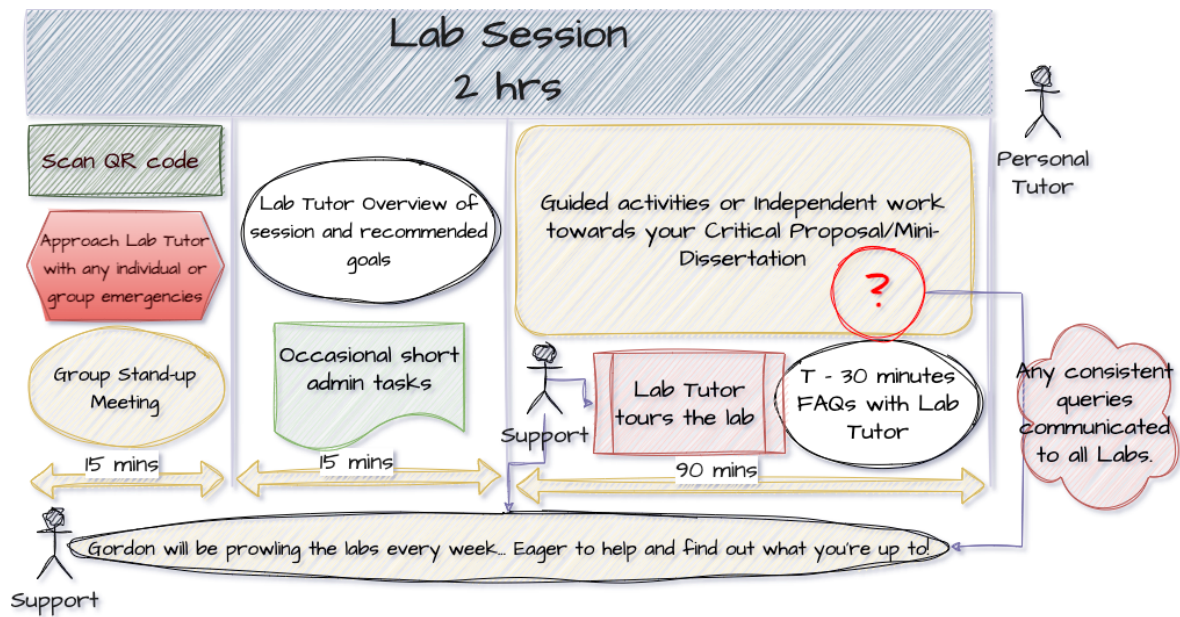 Lab Session
2 hrs
Scan QR code
Approach Lab Tutor
with any individual or
group emergencies
Group Stand-up
Meeting
15 mins
Lab Tutor Overview of
session and recommended
goals
Occasional short
admin tasks
15 mins
Guided activities or Independent work
towards your Critical Proposal/Mini-
Dissertation
?
Support
Lab Tutor
tours the lab
T - 30 minutes
FAQs with Lab
Tutor
90 mins
Personal
Tutor
Any consistent
queries
communicated
to all Labs.
Gordon will be prowling the labs every week... Eager to help and find out what you're up to!
Support